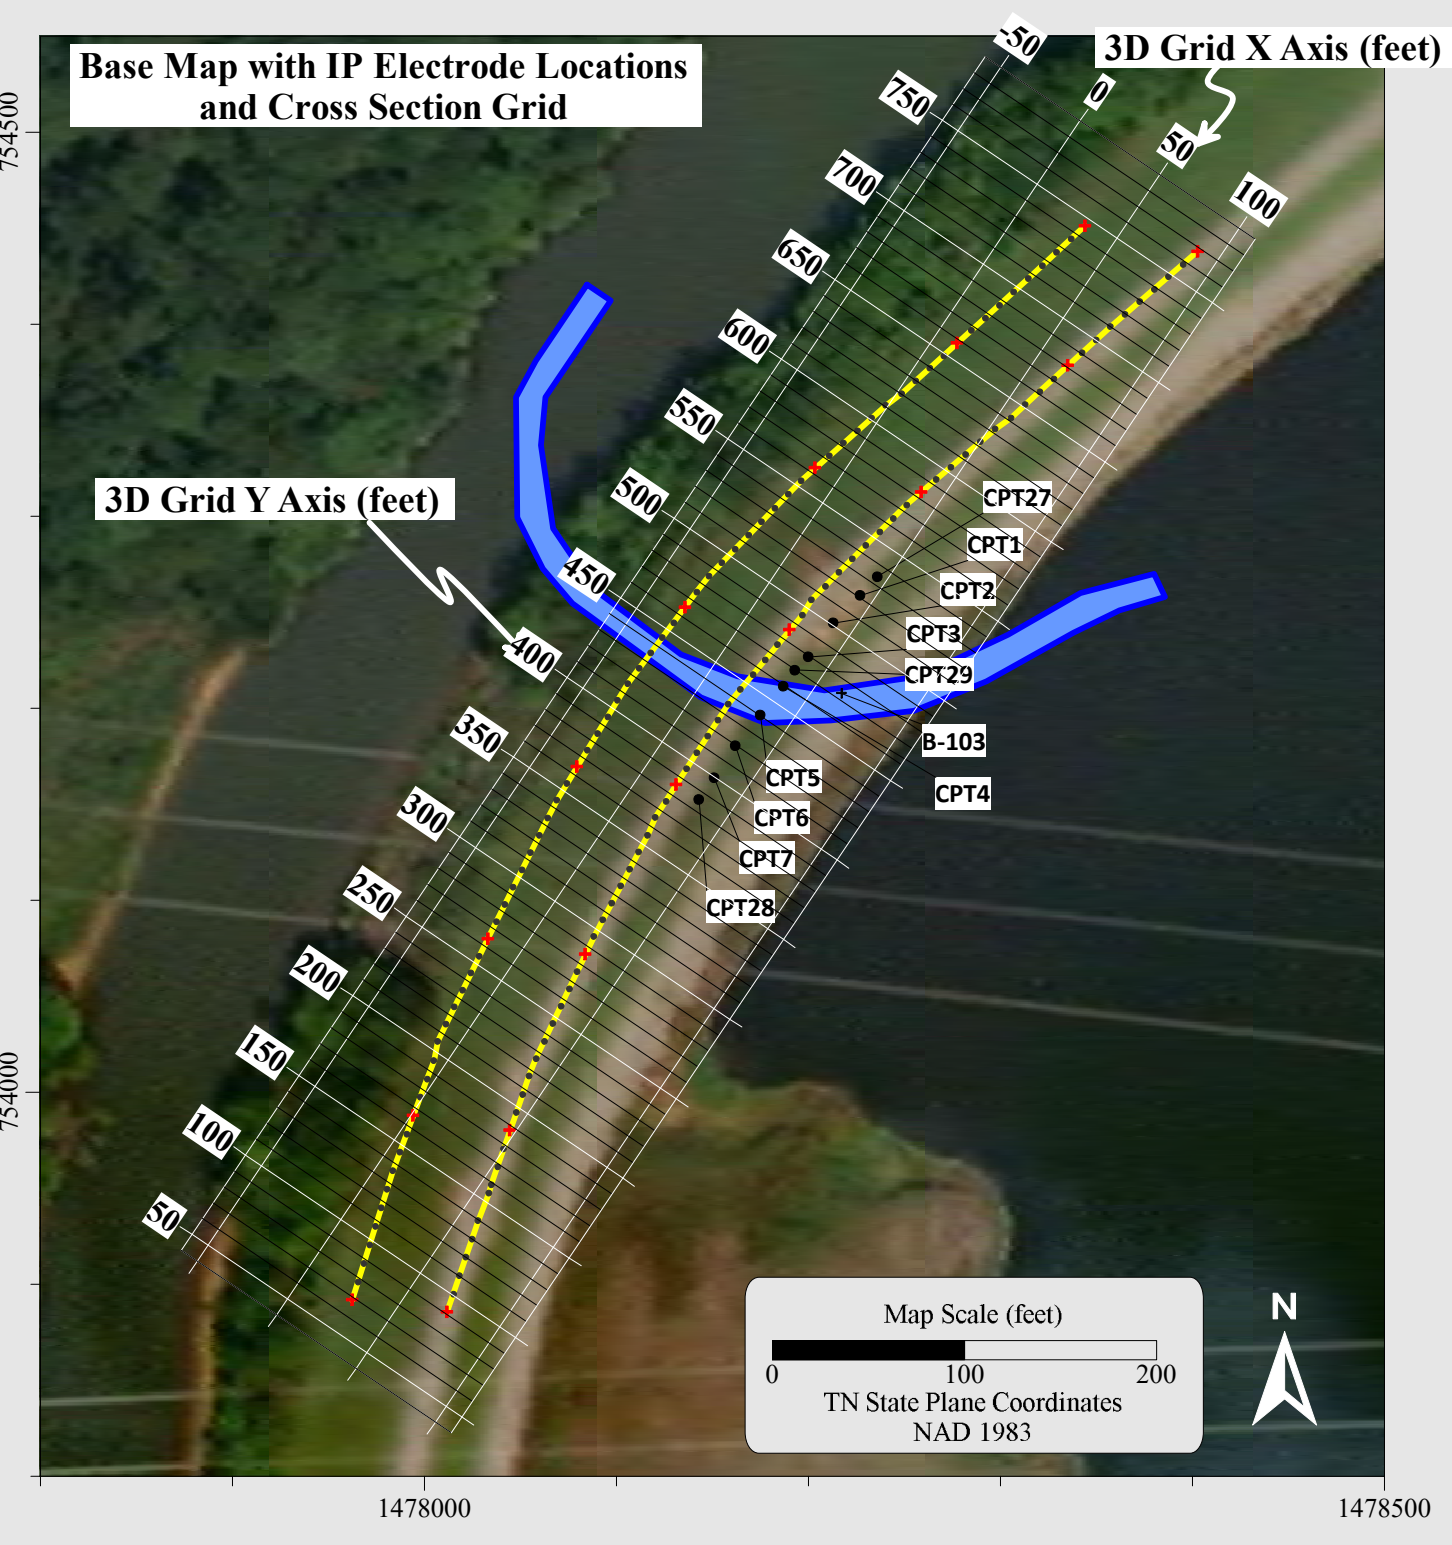 Base Map with IP Electrode Locations
and Cross Section Grid
3D Grid X Axis (feet)
-50
0
50
100
750
700
650
600
550
500
450
400
350
300
250
200
150
100
50
3D Grid Y Axis (feet)
CPT27
CPT1
CPT2
CPT3
CPT29
B-103
CPT4
CPT5
CPT6
CPT7
CPT28
754500
754000
1478000
1478500
Map Scale (feet)
0 100 200
TN State Plane Coordinates
NAD 1983
N